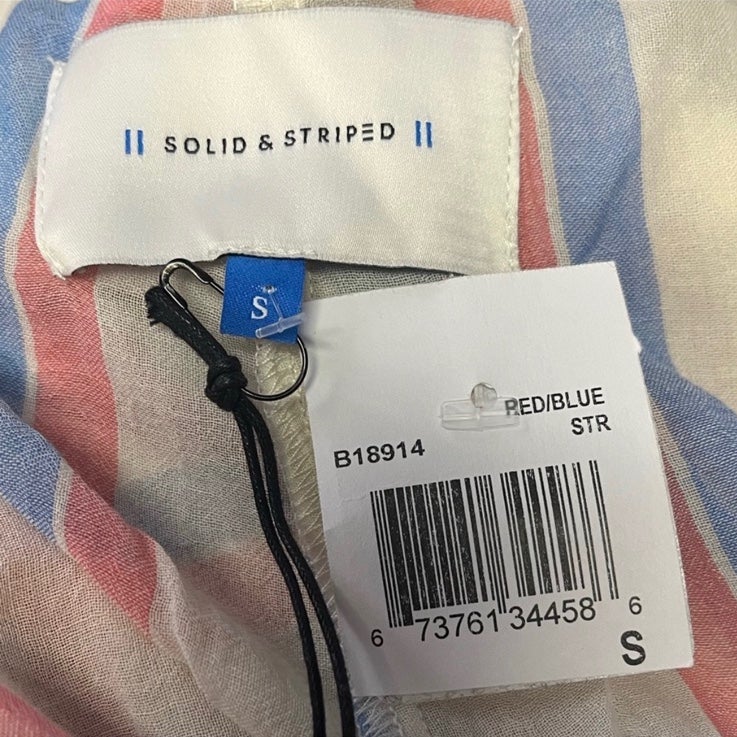 SOLID & STRIPED
S
RED/BLUE
STR
B18914
6 73761 34458 6
S